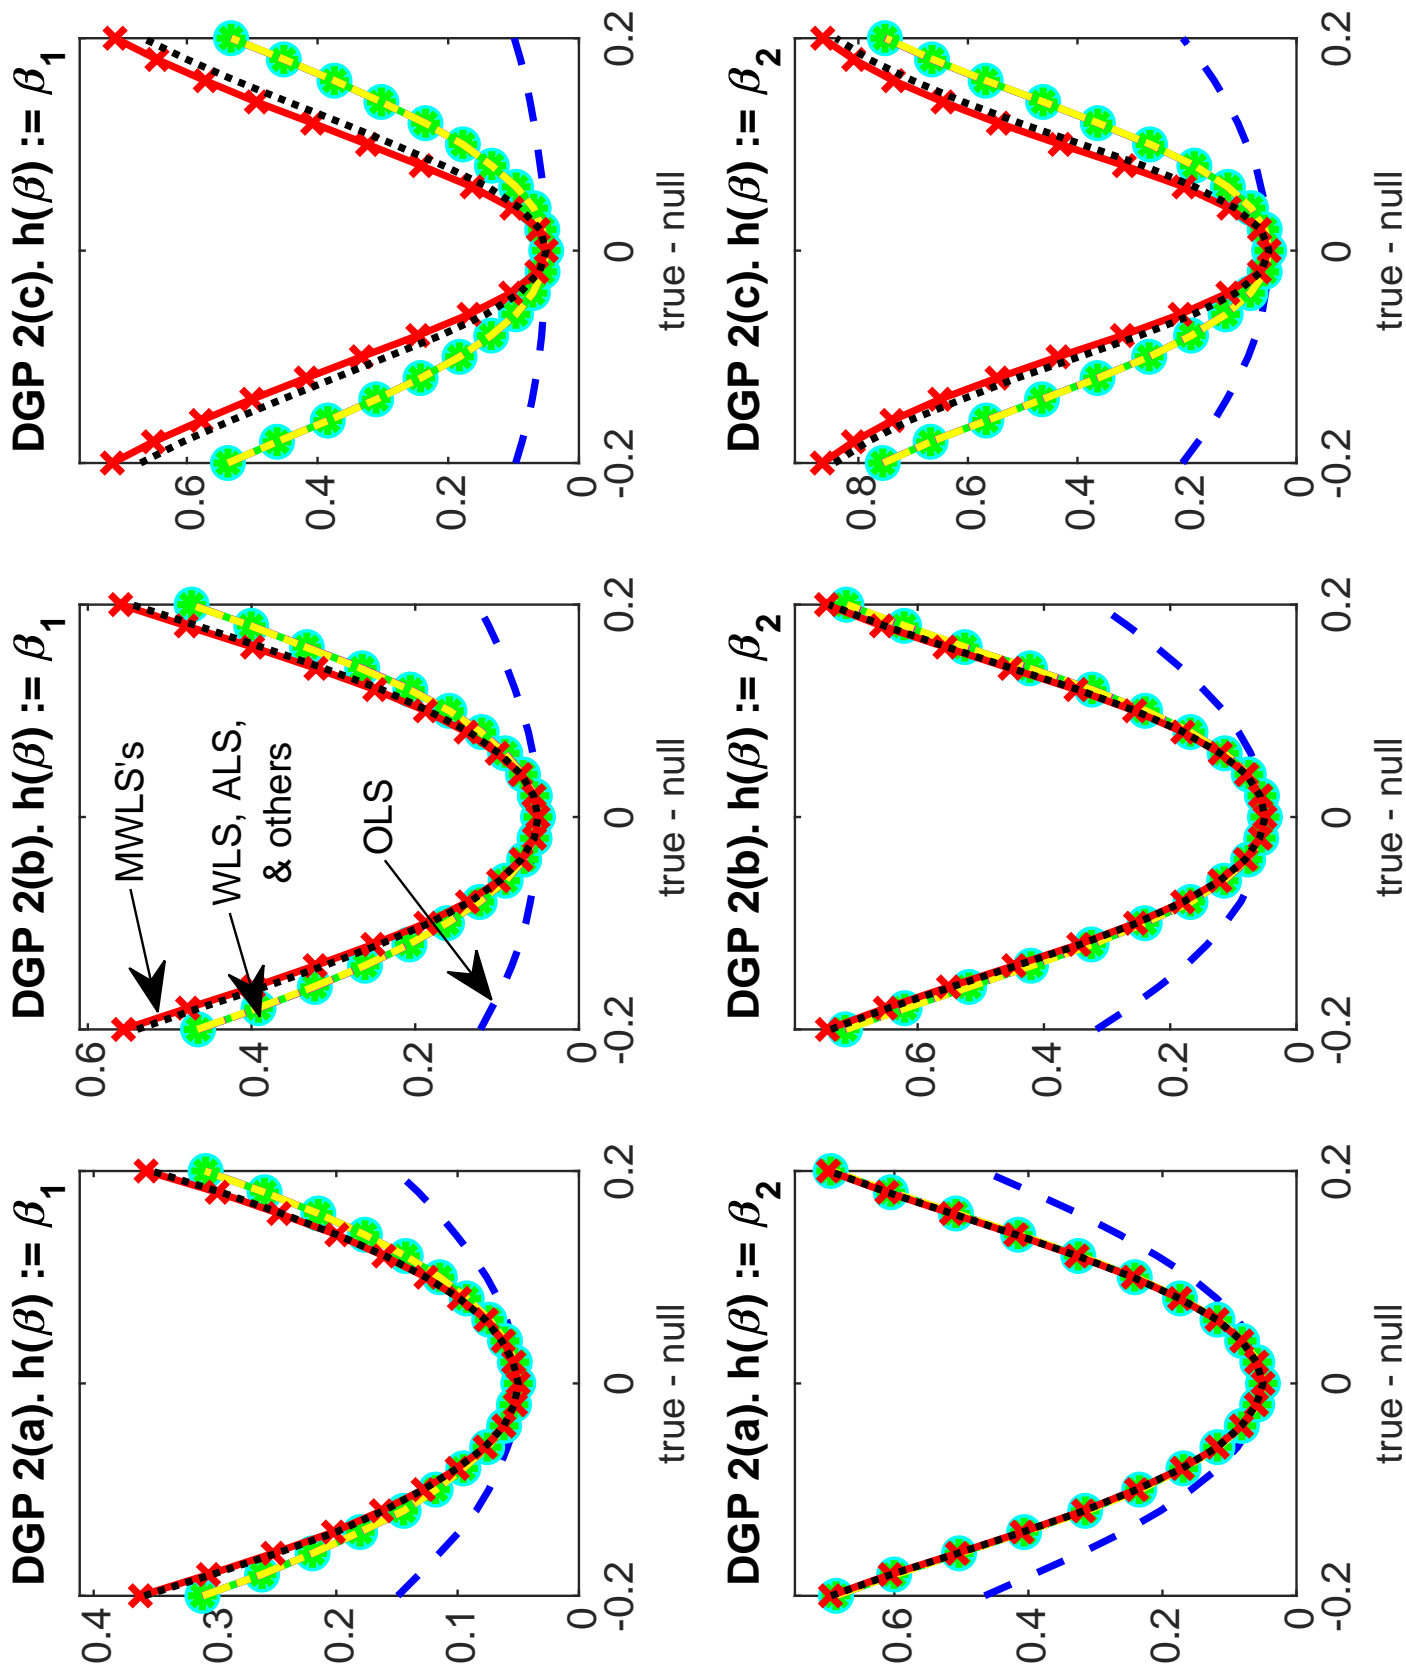 DGP 2(a). h(β) := β1
0.4
0.3
0.2
0.1
0
-0.2
0
0.2
true - null
DGP 2(b). h(β) := β1
0.6
0.4
0.2
0
-0.2
0
0.2
true - null
MWLS's
WLS, ALS,
& others
OLS
DGP 2(c). h(β) := β1
0.6
0.4
0.2
0
-0.2
0
0.2
true - null
DGP 2(a). h(β) := β2
0.6
0.4
0.2
0
-0.2
0
0.2
true - null
DGP 2(b). h(β) := β2
0.6
0.4
0.2
0
-0.2
0
0.2
true - null
DGP 2(c). h(β) := β2
0.8
0.6
0.4
0.2
0
-0.2
0
0.2
true - null